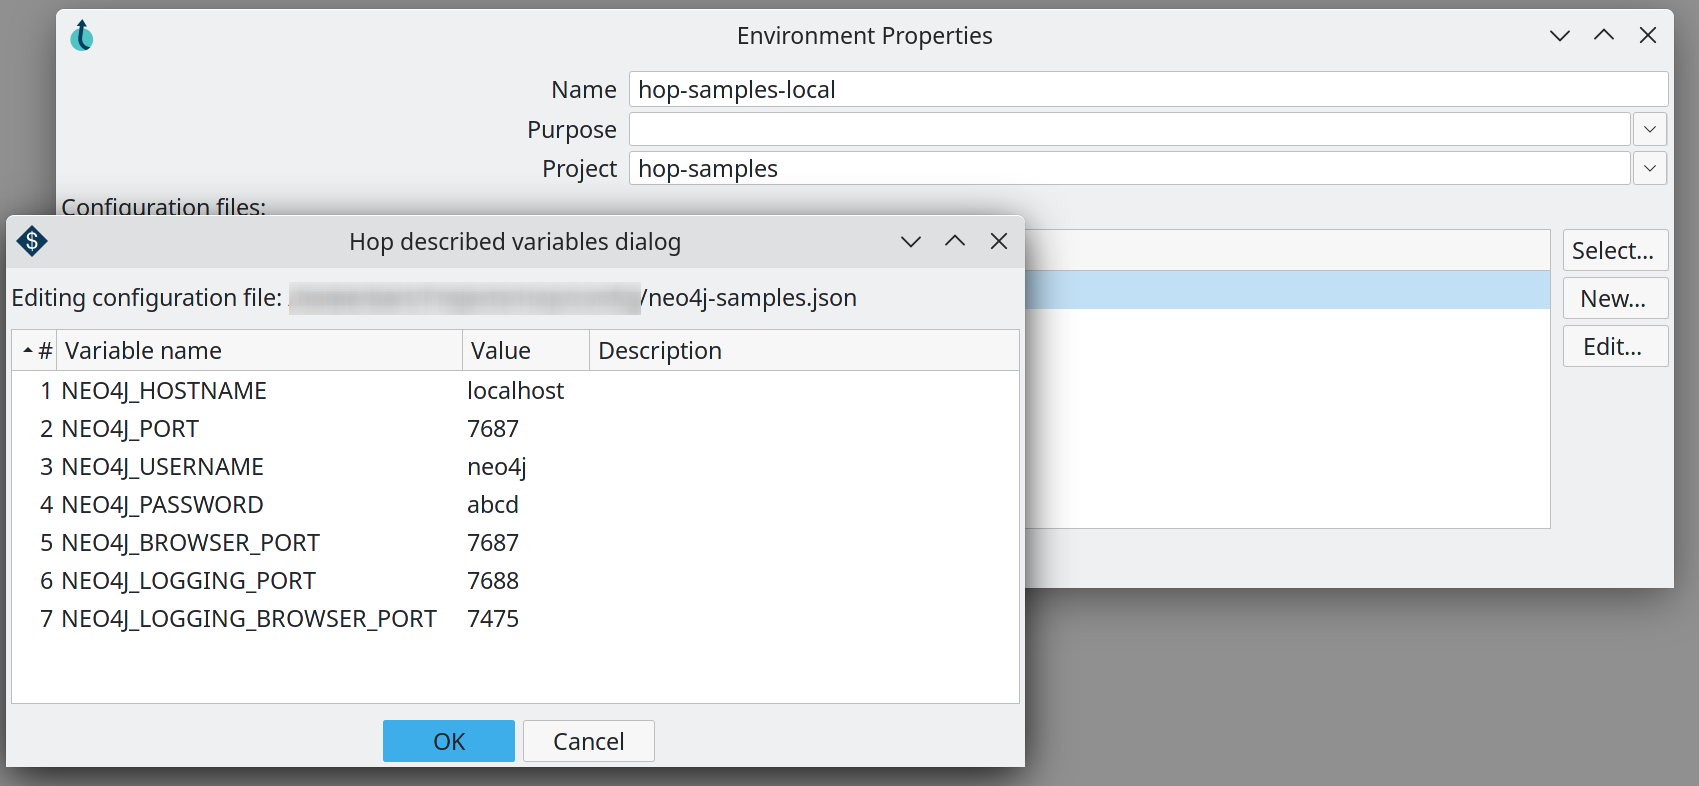 Environment Properties
Name hop-samples-local
Purpose
Project hop-samples
Configuration files:
Select...
New...
Edit...
$ Hop described variables dialog
Editing configuration file: /neo4j-samples.json
# Variable name Value Description
1 NEO4J_HOSTNAME localhost
2 NEO4J_PORT 7687
3 NEO4J_USERNAME neo4j
4 NEO4J_PASSWORD abcd
5 NEO4J_BROWSER_PORT 7687
6 NEO4J_LOGGING_PORT 7688
7 NEO4J_LOGGING_BROWSER_PORT 7475
OK Cancel